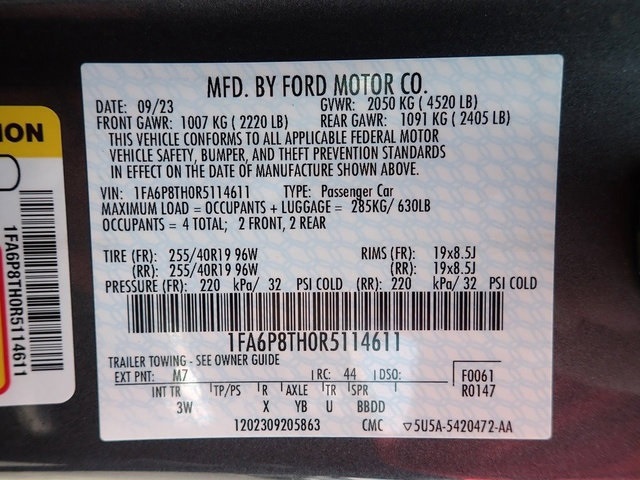 MFD. BY FORD MOTOR CO.
DATE: 09/23 GVWR: 2050 KG ( 4520 LB)
FRONT GAWR: 1007 KG ( 2220 LB) REAR GAWR: 1091 KG ( 2405 LB)
THIS VEHICLE CONFORMS TO ALL APPLICABLE FEDERAL MOTOR
VEHICLE SAFETY, BUMPER, AND THEFT PREVENTION STANDARDS
IN EFFECT ON THE DATE OF MANUFACTURE SHOWN ABOVE.
VIN: 1FA6P8TH0R5114611 TYPE: Passenger Car
MAXIMUM LOAD = OCCUPANTS + LUGGAGE = 285KG/ 630LB
OCCUPANTS = 4 TOTAL; 2 FRONT, 2 REAR
TIRE (FR): 255/40R19 96W RIMS (FR): 19x8.5J
(RR): 255/40R19 96W (RR): 19x8.5J
PRESSURE (FR): 220 kPa/ 32 PSI COLD (RR): 220 kPa/ 32 PSI COLD
1FA6P8TH0R5114611
TRAILER TOWING - SEE OWNER GUIDE
EXT PNT: M7 RC: 44 DSO: F0061
INT TR TP/PS R AXLE TR SPR R0147
3W X YB U BBDD
1202309205863 CMC ▽5U5A-5420472-AA
ION
1FA6P8TH0R5114611